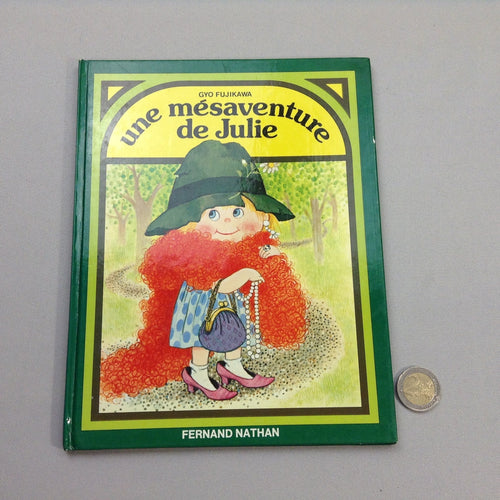 GYO FUJIKAWA
une mésaventure
de Julie
FERNAND NATHAN